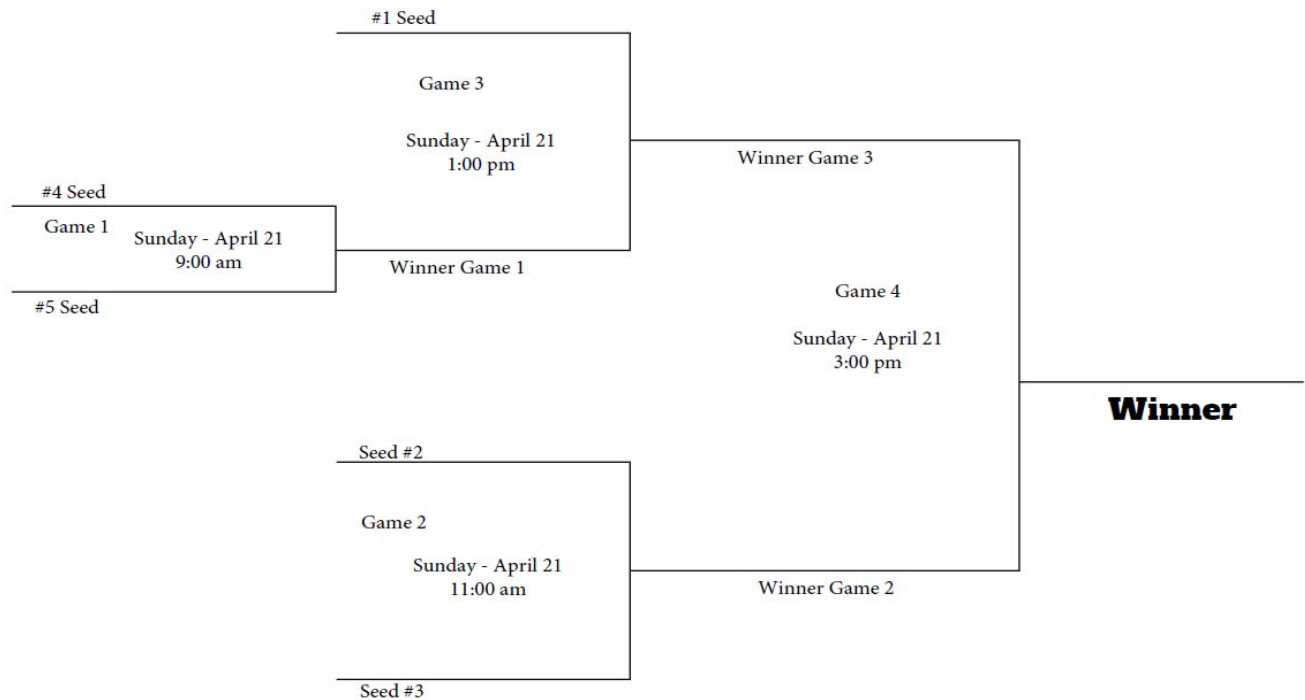 #1 Seed
Game 3
Sunday - April 21
1:00 pm
Winner Game 3
#4 Seed
Game 1
Sunday - April 21
9:00 am
Winner Game 1
#5 Seed
Game 4
Sunday - April 21
3:00 pm
Winner
Seed #2
Game 2
Sunday - April 21
11:00 am
Winner Game 2
Seed #3